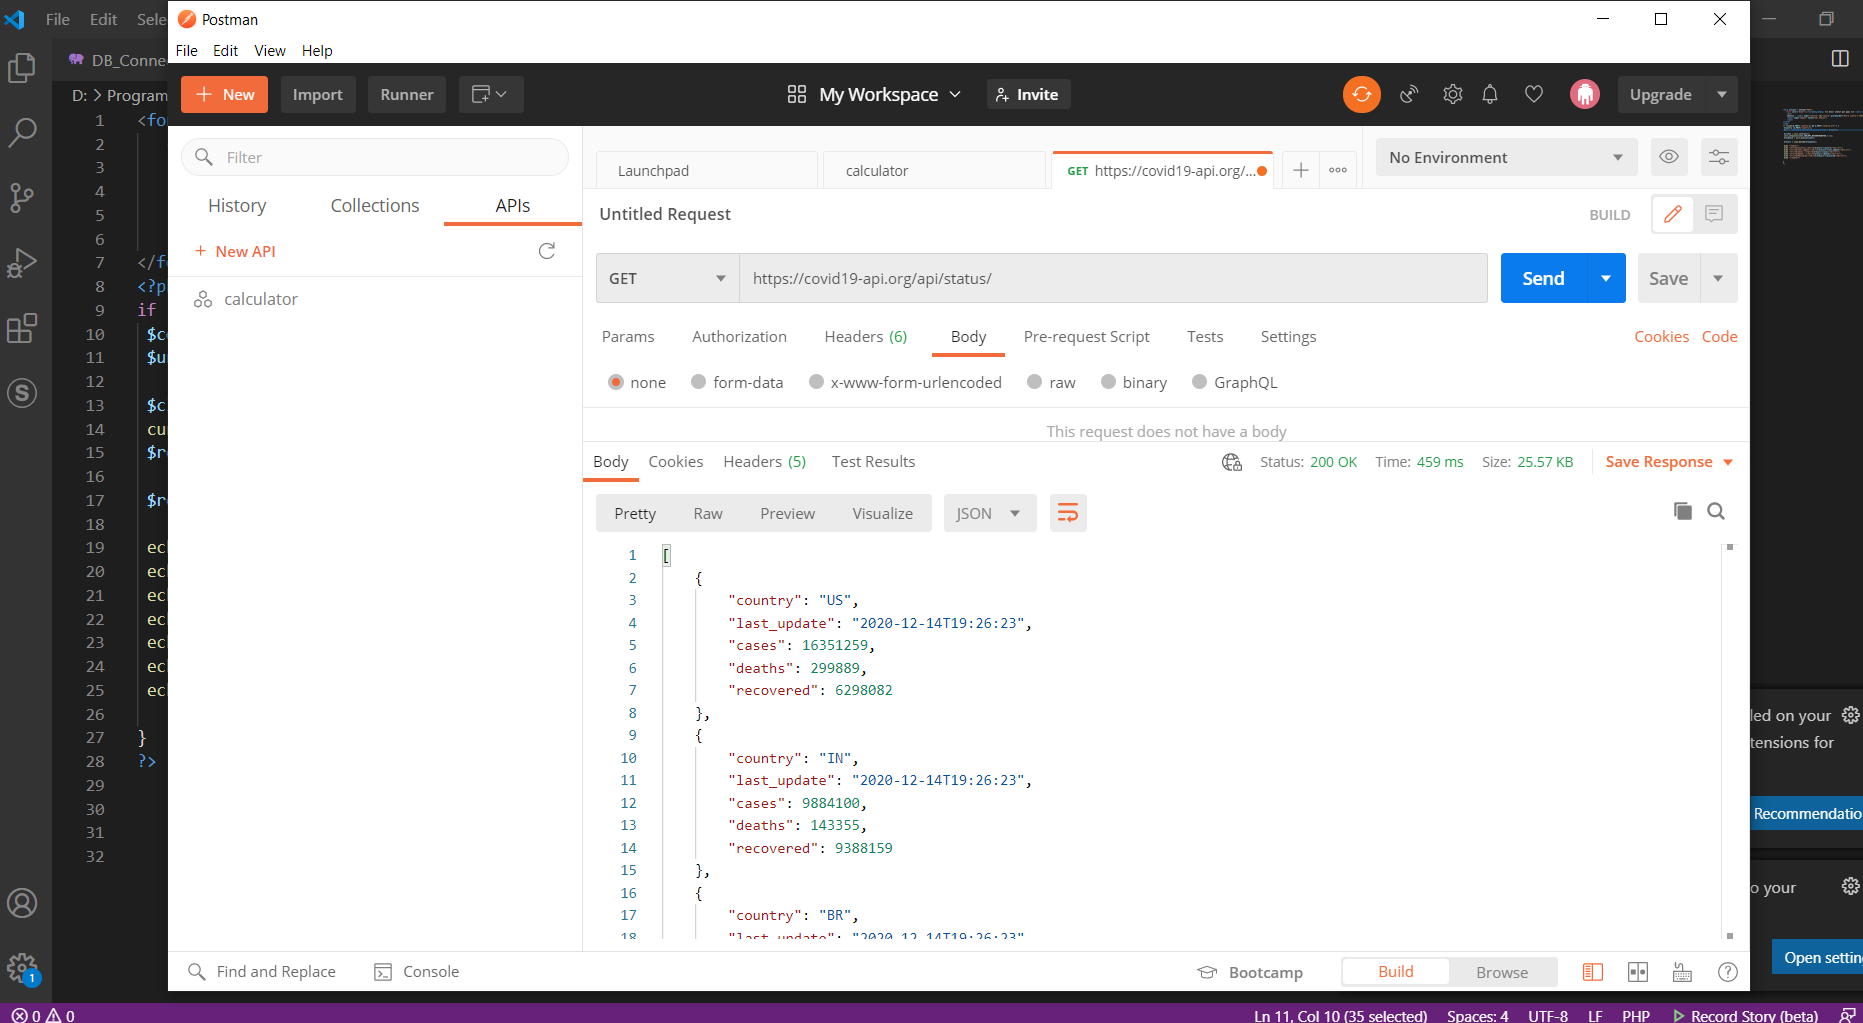 File Edit Sele
Postman
File Edit View Help
DB_Conne
D: > Program
+ New Import Runner My Workspace Invite Upgrade
Filter
History Collections APIs
+ New API
calculator
Launchpad calculator GET https://covid19-api.org/... + ooo No Environment
Untitled Request BUILD
GET https://covid19-api.org/api/status/ Send Save
Params Authorization Headers (6) Body Pre-request Script Tests Settings Cookies Code
none form-data x-www-form-urlencoded raw binary GraphQL
This request does not have a body
Body Cookies Headers (5) Test Results Status: 200 OK Time: 459 ms Size: 25.57 KB Save Response
Pretty Raw Preview Visualize JSON
1 [
2 {
3 "country": "US",
4 "last_update": "2020-12-14T19:26:23",
5 "cases": 16351259,
6 "deaths": 299889,
7 "recovered": 6298082
8 },
9 {
10 "country": "IN",
11 "last_update": "2020-12-14T19:26:23",
12 "cases": 9884100,
13 "deaths": 143355,
14 "recovered": 9388159
15 },
16 {
17 "country": "BR",
18 "last_update": "2020-12-14T19:26:23"
Find and Replace Console Bootcamp Build Browse
1 <fo
2
3
4
5
6
7 </f
8 <?p
9 if
10 $c
11 $u
12
13 $c
14 cu
15 $r
16
17 $r
18
19 ec
20 ec
21 ec
22 ec
23 ec
24 ec
25 ec
26
27 }
28 ?>
29
30
31
32
led on your
tensions for
Recommendatio
o your
Open settin
1
0 0 Ln 11, Col 10 (35 selected) Spaces: 4 UTF-8 LF PHP Record Story (beta)